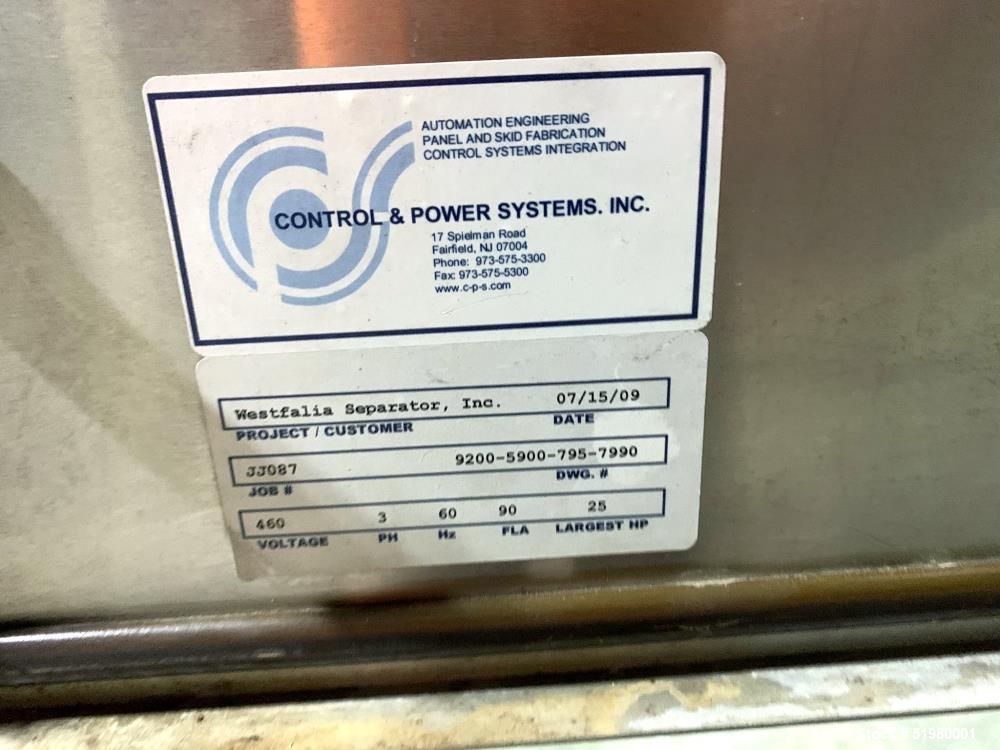 AUTOMATION ENGINEERING
PANEL AND SKID FABRICATION
CONTROL SYSTEMS INTEGRATION
CONTROL & POWER SYSTEMS. INC.
17 Spielman Road
Fairfield, NJ 07004
Phone: 973-575-3300
Fax: 973-575-5300
www.c-p-s.com
Westfalia Separator, Inc. 07/15/09
PROJECT / CUSTOMER DATE
JJ087 9200-5900-795-7990
JOB # DWG. #
460 3 60 90 25
VOLTAGE PH Hz FLA LARGEST HP
51980001